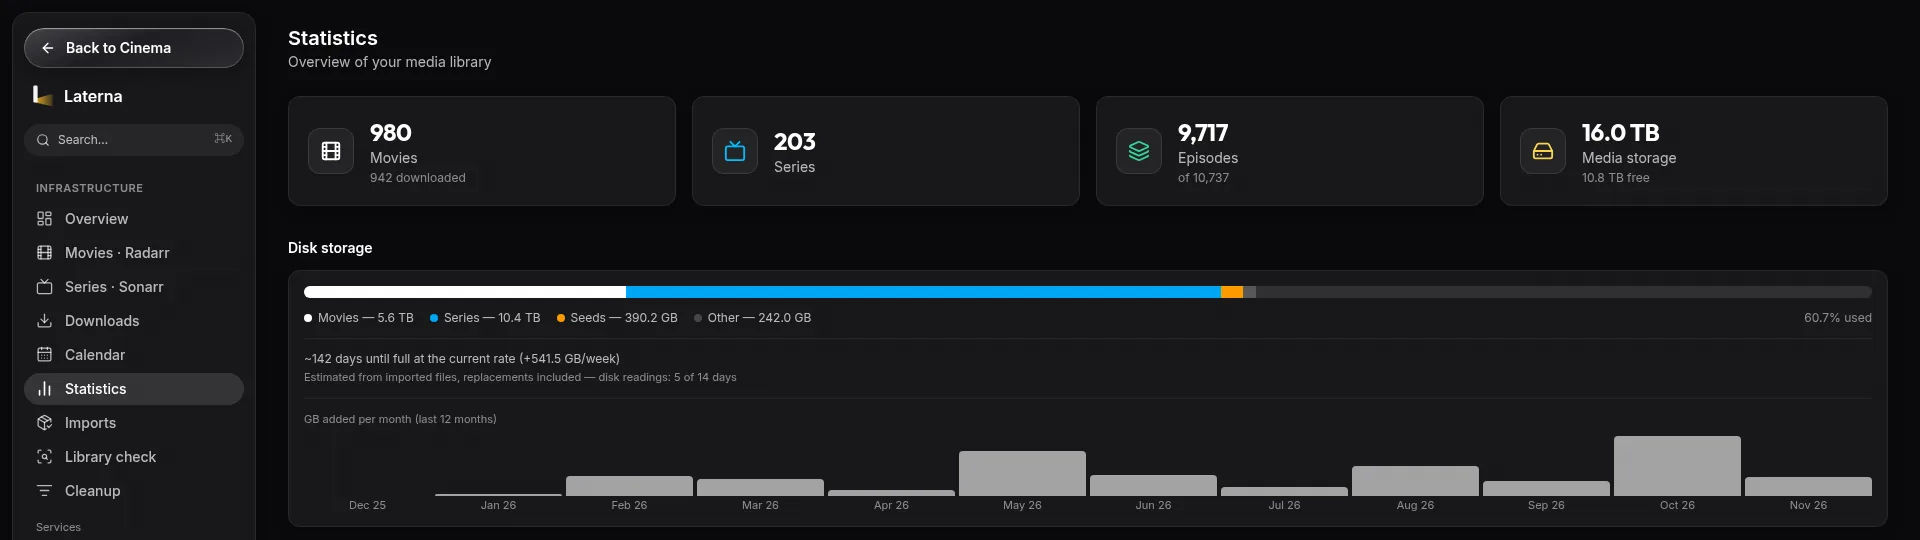 Back to Cinema
Laterna
Search...
⌘K
INFRASTRUCTURE
Overview
Movies · Radarr
Series · Sonarr
Downloads
Calendar
Statistics
Imports
Library check
Cleanup
Services
Statistics
Overview of your media library
980
Movies
942 downloaded
203
Series
9,717
Episodes
of 10,737
16.0 TB
Media storage
10.8 TB free
Disk storage
Movies — 5.6 TB
Series — 10.4 TB
Seeds — 390.2 GB
Other — 242.0 GB
60.7% used
~142 days until full at the current rate (+541.5 GB/week)
Estimated from imported files, replacements included — disk readings: 5 of 14 days
GB added per month (last 12 months)
Dec 25
Jan 26
Feb 26
Mar 26
Apr 26
May 26
Jun 26
Jul 26
Aug 26
Sep 26
Oct 26
Nov 26